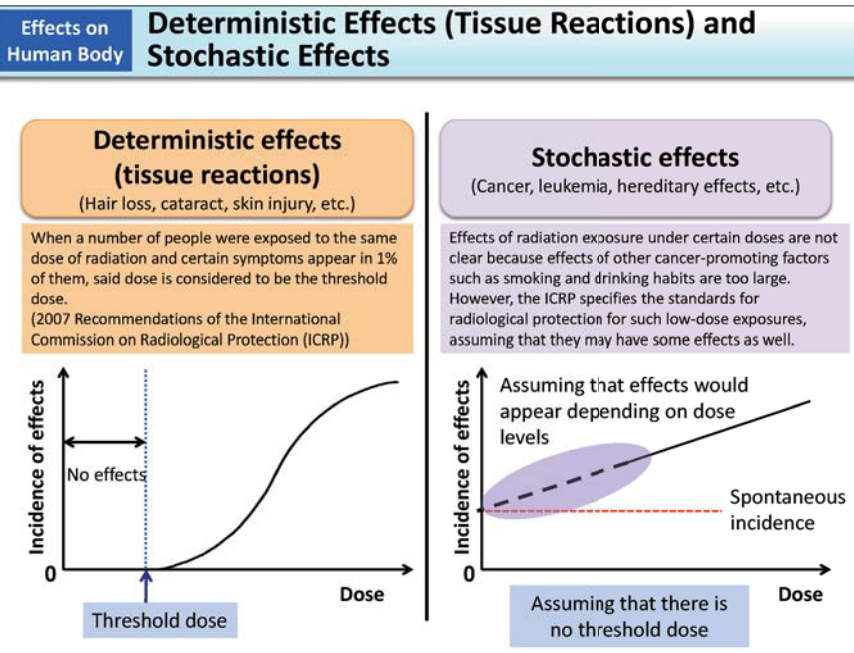 Effects on
Human Body
Deterministic Effects (Tissue Reactions) and
Stochastic Effects
Deterministic effects
(tissue reactions)
(Hair loss, cataract, skin injury, etc.)
When a number of people were exposed to the same
dose of radiation and certain symptoms appear in 1%
of them, said dose is considered to be the threshold
dose.
(2007 Recommendations of the International
Commission on Radiological Protection (ICRP))
Incidence of effects
No effects
0
Dose
Threshold dose
Stochastic effects
(Cancer, leukemia, hereditary effects, etc.)
Effects of radiation exposure under certain doses are not
clear because effects of other cancer-promoting factors
such as smoking and drinking habits are too large.
However, the ICRP specifies the standards for
radiological protection for such low-dose exposures,
assuming that they may have some effects as well.
Incidence of effects
Assuming that effects would
appear depending on dose
levels
Spontaneous
incidence
0
Dose
Assuming that there is
no threshold dose